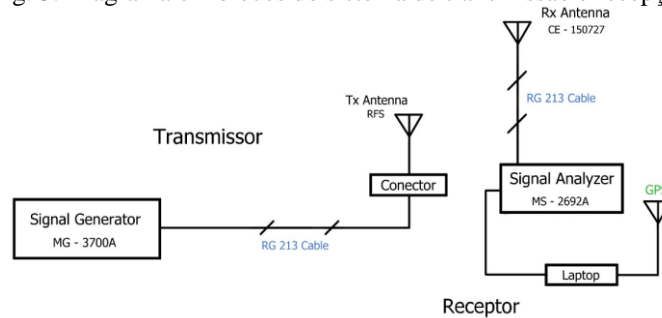 Rx Antenna
CE - 150727
RG 213 Cable
Tx Antenna
RFS
Transmissor
Conector
Signal Generator
MG - 3700A
RG 213 Cable
Signal Analyzer
MS - 2692A
GPS
Laptop
Receptor